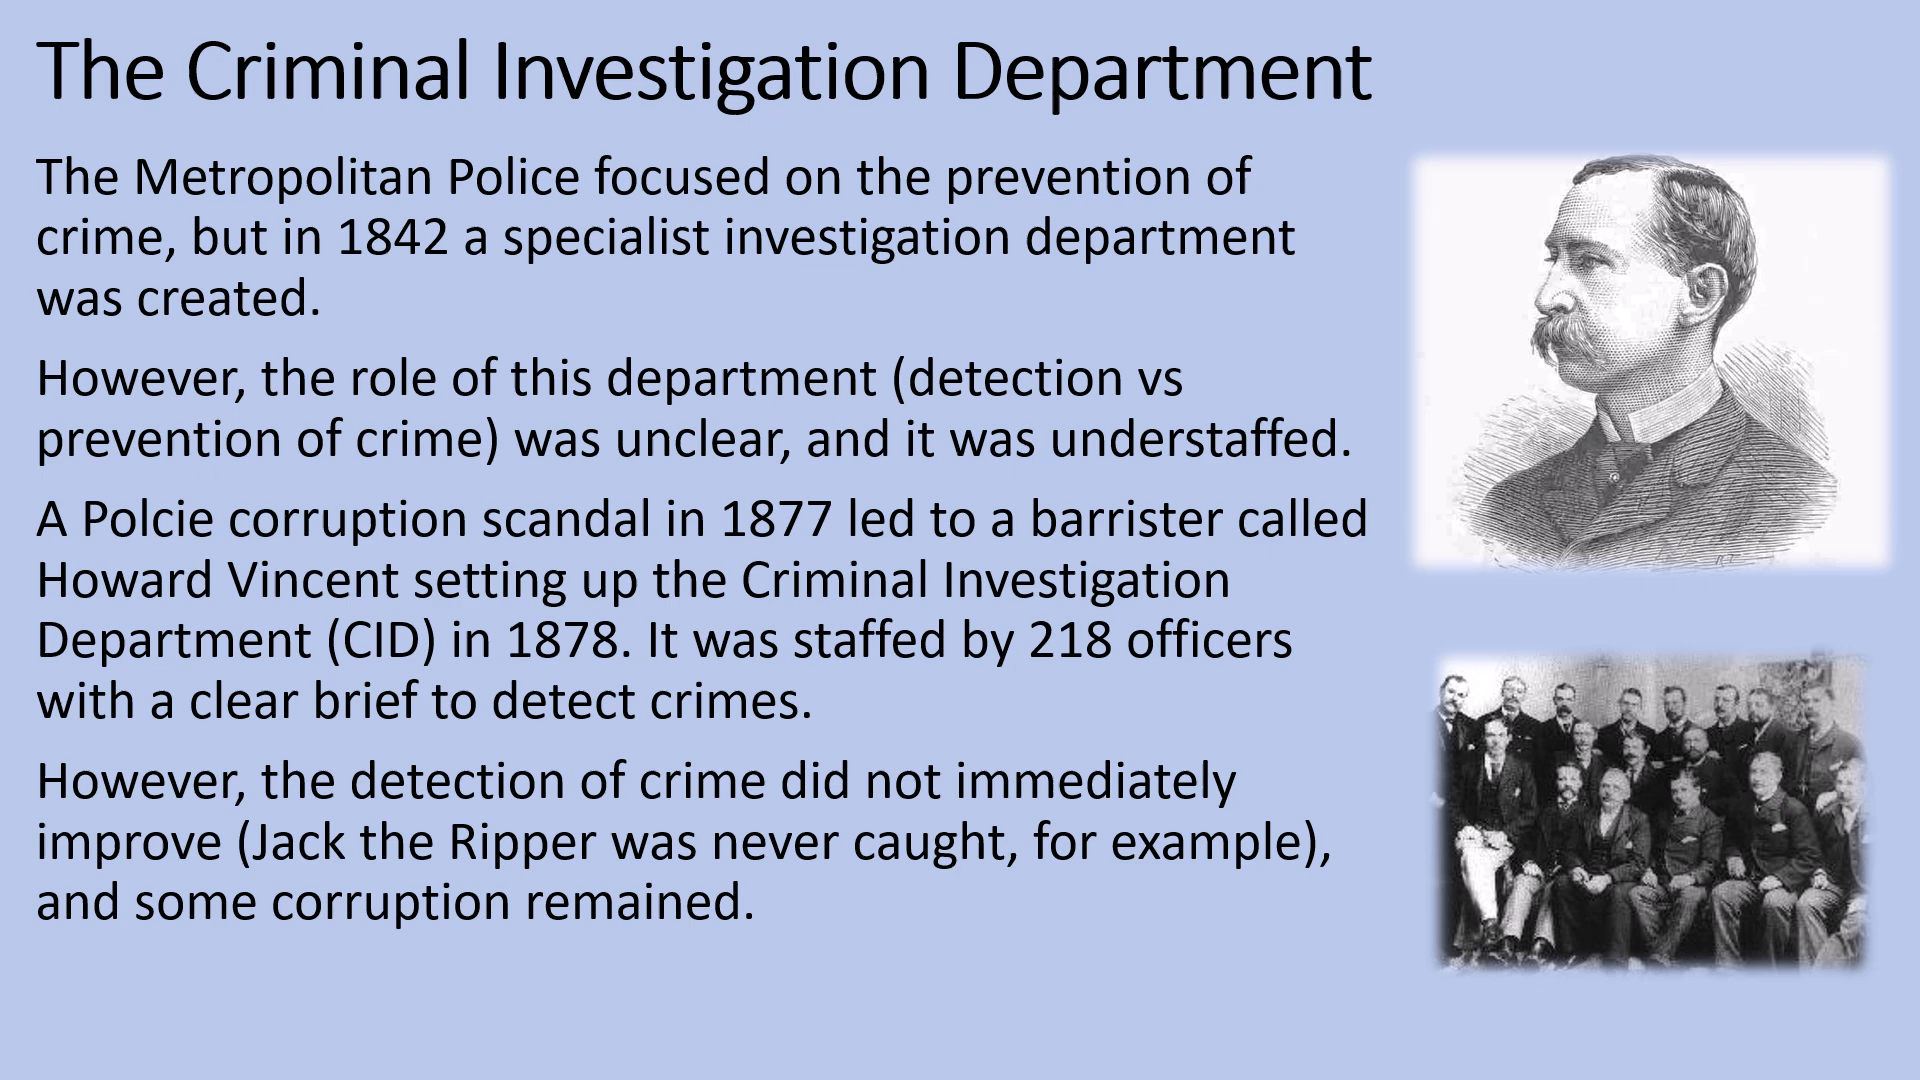 The Criminal Investigation Department
The Metropolitan Police focused on the prevention of
crime, but in 1842 a specialist investigation department
was created.
However, the role of this department (detection vs
prevention of crime) was unclear, and it was understaffed.
A Polcie corruption scandal in 1877 led to a barrister called
Howard Vincent setting up the Criminal Investigation
Department (CID) in 1878. It was staffed by 218 officers
with a clear brief to detect crimes.
However, the detection of crime did not immediately
improve (Jack the Ripper was never caught, for example),
and some corruption remained.